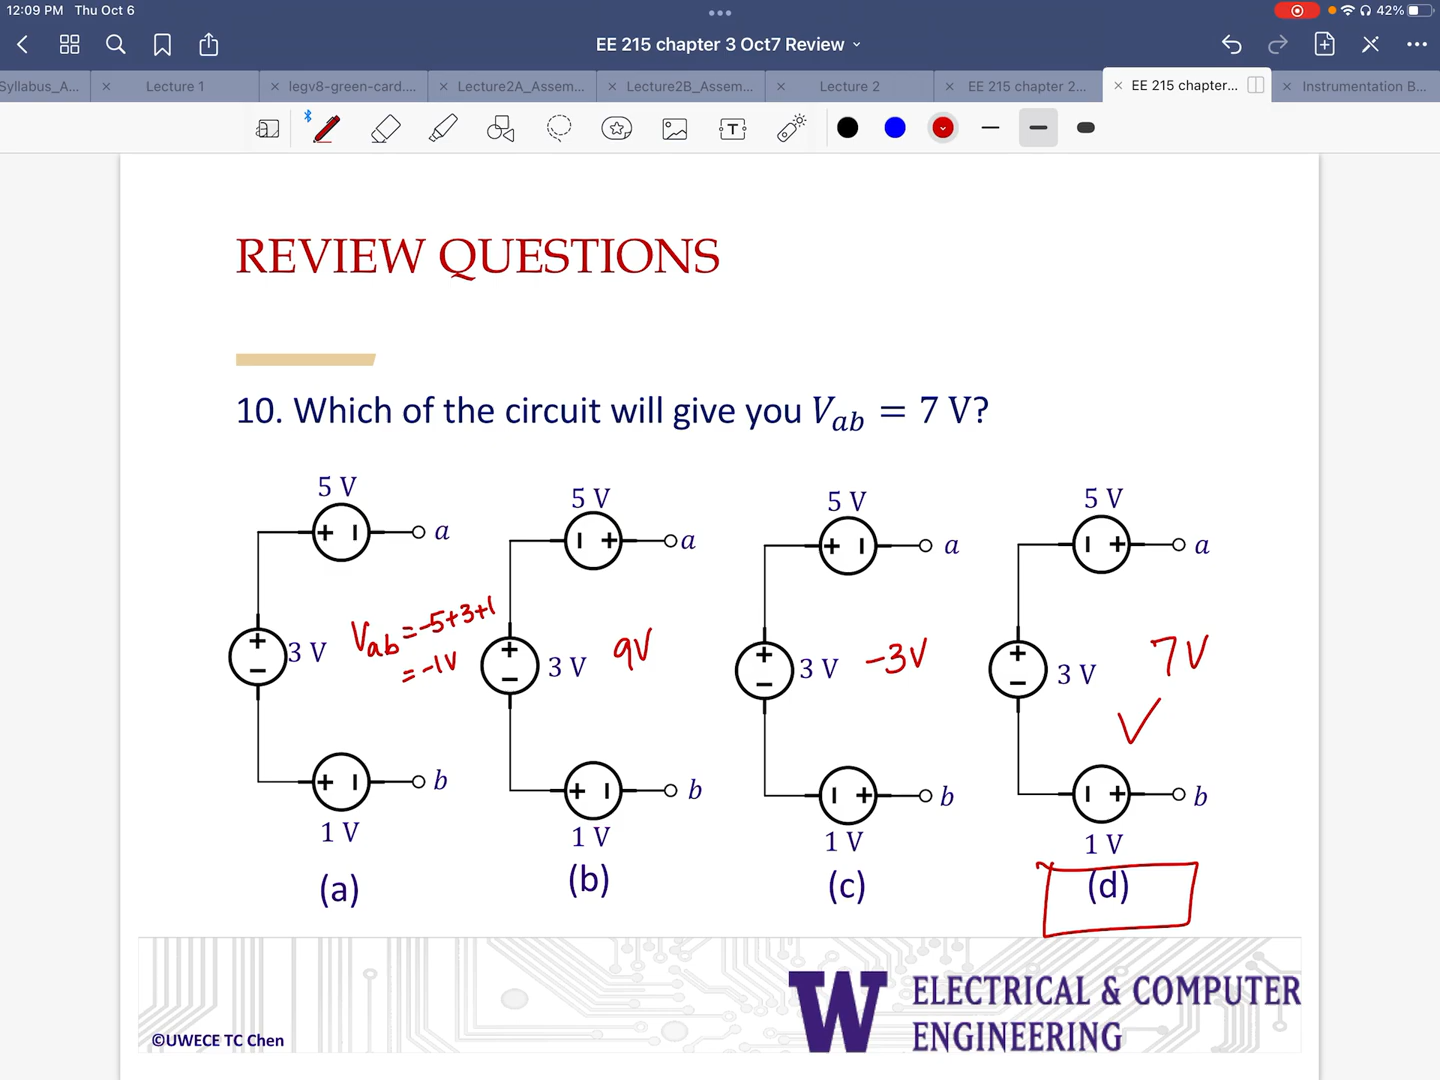 12:09 PM Thu Oct 6
42%
EE 215 chapter 3 Oct7 Review
Syllabus_A...
Lecture 1
legv8-green-card....
Lecture2A_Assem...
Lecture2B_Assem...
Lecture 2
EE 215 chapter 2...
EE 215 chapter...
Instrumentation B...
T
REVIEW QUESTIONS
10. Which of the circuit will give you Vab = 7 V?
5 V
5 V
5 V
5 V
+ −
a
− +
a
+ −
a
− +
a
Vab = -5+3+1
= -1V
+
−
3 V
+
−
3 V
9V
+
−
3 V
-3V
+
−
3 V
7V
✓
+ −
b
+ −
b
− +
b
− +
b
1 V
1 V
1 V
1 V
(a)
(b)
(c)
(d)
W ELECTRICAL & COMPUTER
ENGINEERING
©UWECE TC Chen